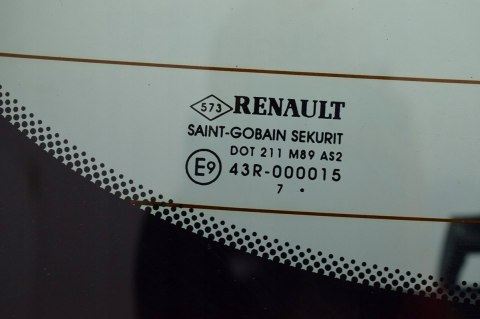 573 RENAULT
SAINT-GOBAIN SEKURIT
DOT 211 M89 AS2
E9 43R-000015
7 •